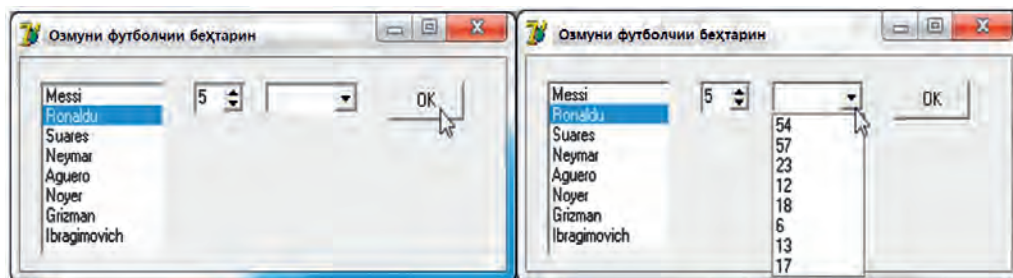 Озмуни футболчии беҳтарин
Messi
Ronaldu
Suares
Neymar
Aguero
Noyer
Grizman
Ibragimovich
5
OK
Озмуни футболчии беҳтарин
Messi
Ronaldu
Suares
Neymar
Aguero
Noyer
Grizman
Ibragimovich
5
54
57
23
12
18
6
13
17
OK